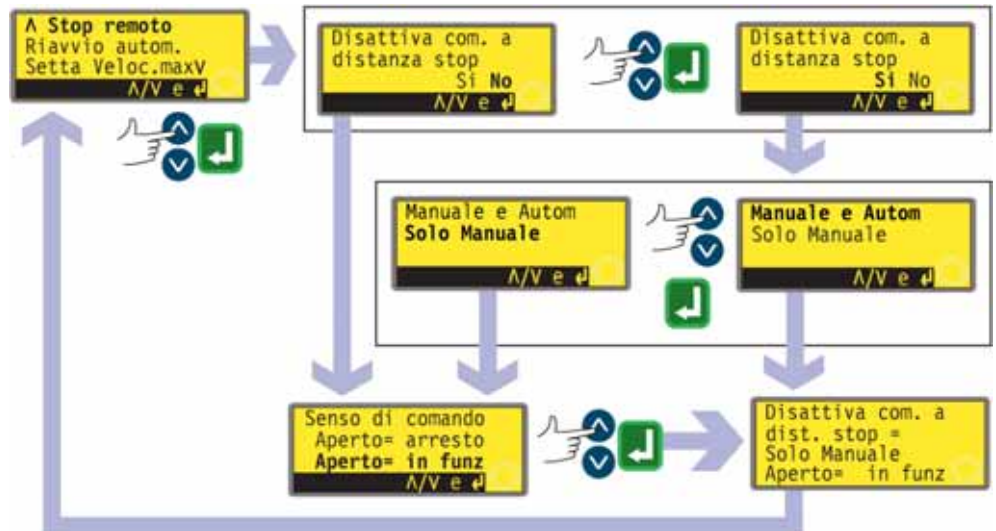 Λ Stop remoto
Riavvio autom.
Setta Veloc.maxV
Λ/V e ↲
Disattiva com. a
distanza stop
Si No
Λ/V e ↲
Disattiva com. a
distanza stop
Si No
Λ/V e ↲
Manuale e Autom
Solo Manuale
Λ/V e ↲
Manuale e Autom
Solo Manuale
Λ/V e ↲
Senso di comando
Aperto= arresto
Aperto= in funz
Λ/V e ↲
Disattiva com. a
dist. stop =
Solo Manuale
Aperto= in funz